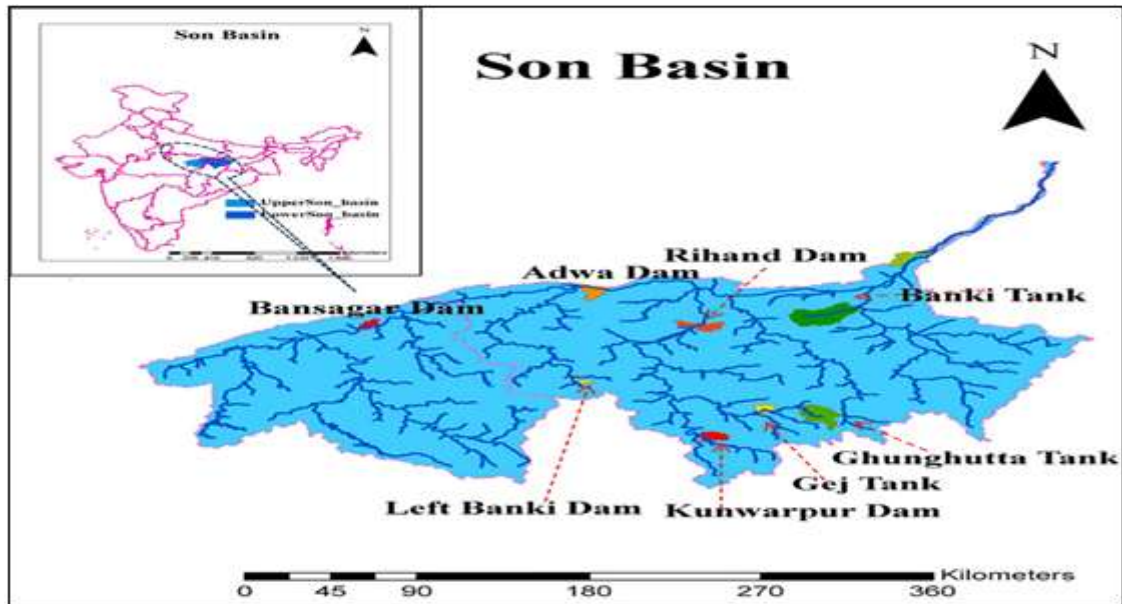 Son Basin
N
UpperSon_basin
LowerSon_basin
Son Basin
N
Rihand Dam
Adwa Dam
Banki Tank
Bansagar Dam
Ghunghutta Tank
Gej Tank
Left Banki Dam
Kunwarpur Dam
Kilometers
0 45 90 180 270 360